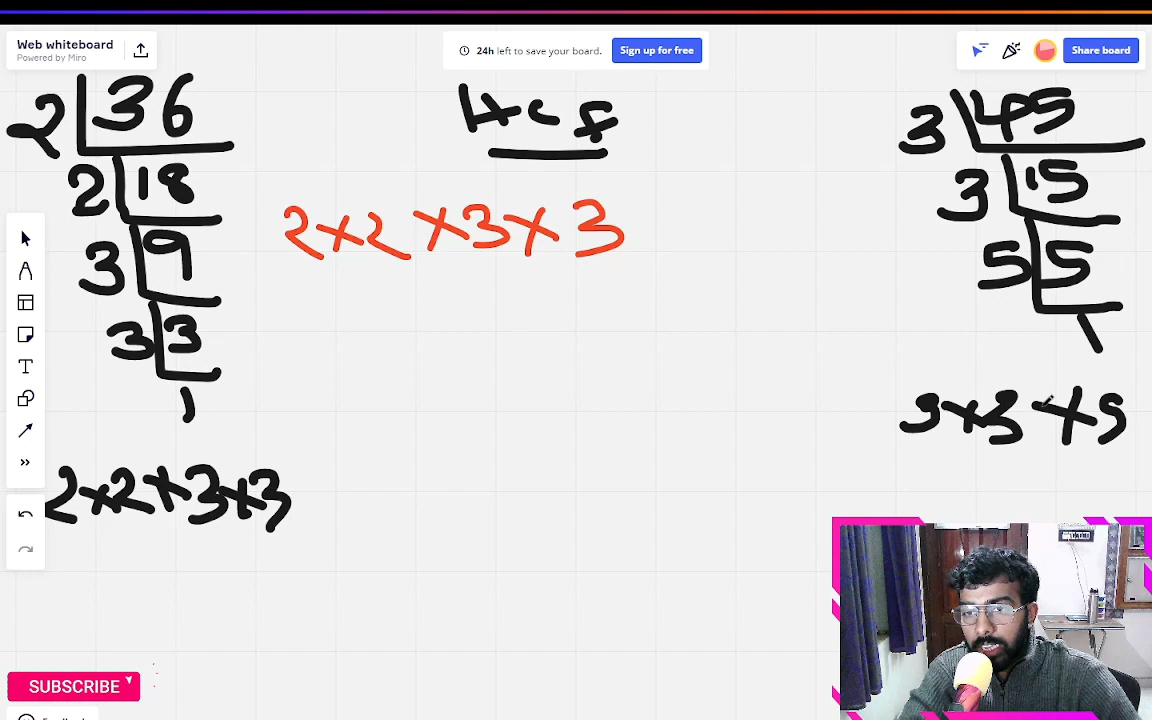 Web whiteboard
Powered by Miro
24h left to save your board.
Sign up for free
Share board
HCF
2 36
2 18
3 9
3 3
1
2×2×3×3
2×2×3×3
3 45
3 15
5 5
1
3×3×5
SUBSCRIBE